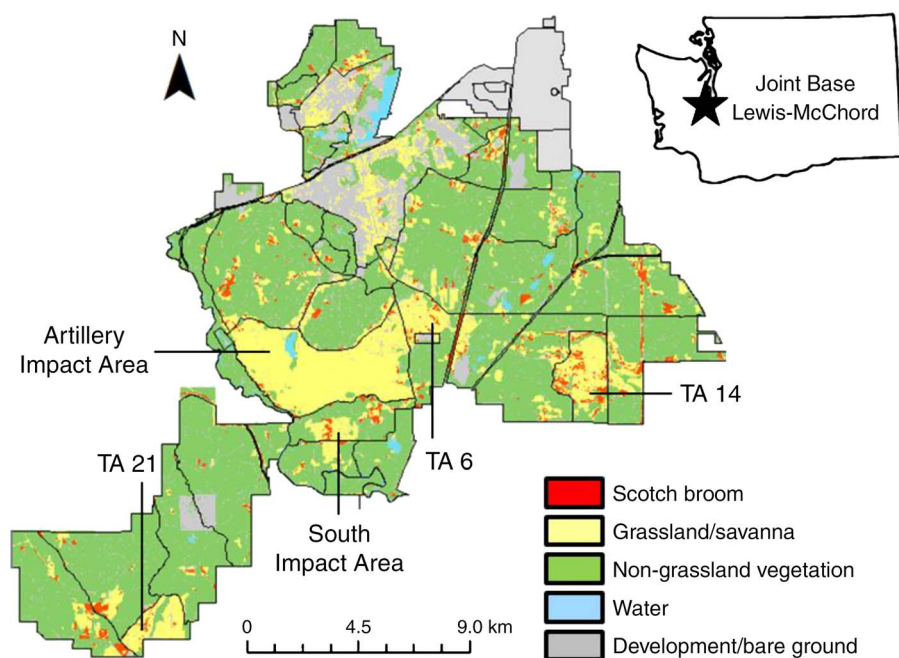 N
Joint Base
Lewis-McChord
Artillery
Impact Area
TA 14
TA 6
TA 21
South
Impact Area
Scotch broom
Grassland/savanna
Non-grassland vegetation
Water
Development/bare ground
0 4.5 9.0 km